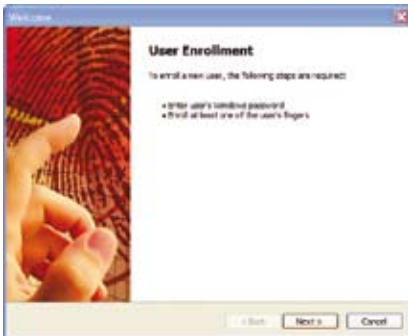 Welcome
User Enrollment
To enroll a new user, the following steps are required:
• Enter user's Windows password
• Enroll at least one of the user's fingers
< Back
Next >
Cancel